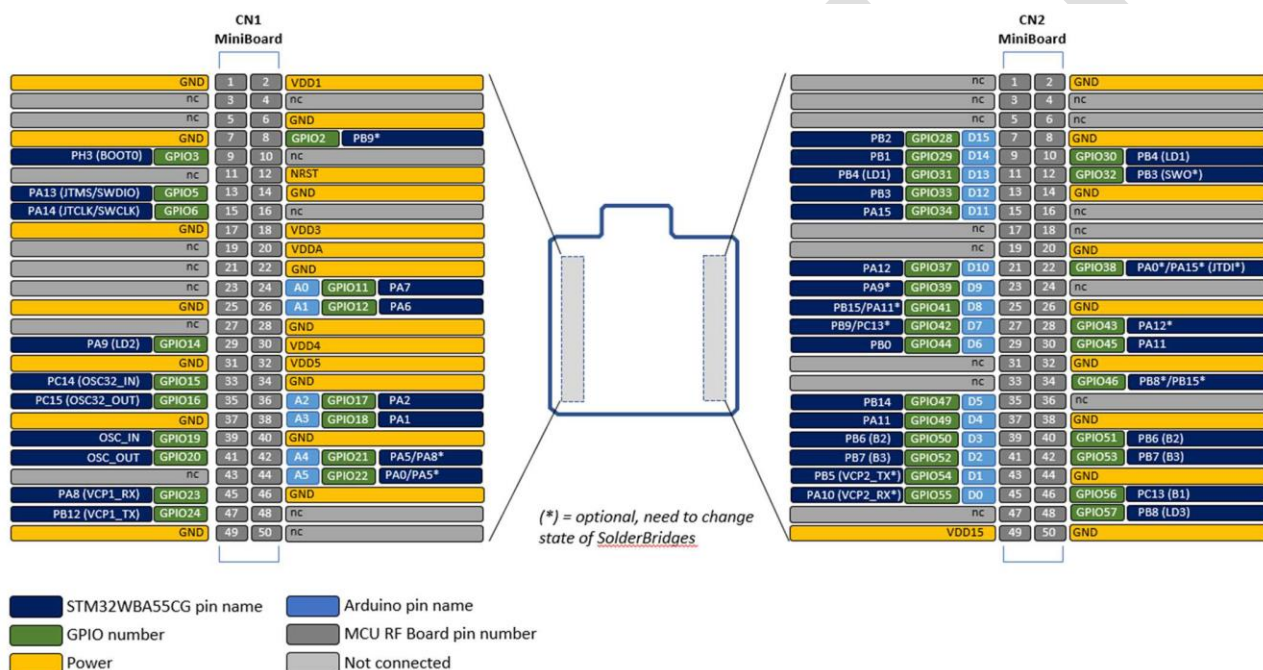 CN1
MiniBoard
GND 1 2 VDD1
nc 3 4 nc
nc 5 6 GND
GND 7 8 GPIO2 PB9*
PH3 (BOOT0) GPIO3 9 10 nc
nc 11 12 NRST
PA13 (JTMS/SWDIO) GPIO5 13 14 GND
PA14 (JTCLK/SWCLK) GPIO6 15 16 nc
GND 17 18 VDD3
nc 19 20 VDDA
nc 21 22 GND
nc 23 24 A0 GPIO11 PA7
GND 25 26 A1 GPIO12 PA6
nc 27 28 GND
PA9 (LD2) GPIO14 29 30 VDD4
GND 31 32 VDD5
PC14 (OSC32_IN) GPIO15 33 34 GND
PC15 (OSC32_OUT) GPIO16 35 36 A2 GPIO17 PA2
GND 37 38 A3 GPIO18 PA1
OSC_IN GPIO19 39 40 GND
OSC_OUT GPIO20 41 42 A4 GPIO21 PA5/PA8*
nc 43 44 A5 GPIO22 PA0/PA5*
PA8 (VCP1_RX) GPIO23 45 46 GND
PB12 (VCP1_TX) GPIO24 47 48 nc
GND 49 50 nc
CN2
MiniBoard
nc 1 2 GND
nc 3 4 nc
nc 5 6 nc
PB2 GPIO28 D15 7 8 GND
PB1 GPIO29 D14 9 10 GPIO30 PB4 (LD1)
PB4 (LD1) GPIO31 D13 11 12 GPIO32 PB3 (SWO*)
PB3 GPIO33 D12 13 14 GND
PA15 GPIO34 D11 15 16 nc
nc 17 18 nc
nc 19 20 GND
PA12 GPIO37 D10 21 22 GPIO38 PA0*/PA15* (JTDI*)
PA9* GPIO39 D9 23 24 nc
PB15/PA11* GPIO41 D8 25 26 GND
PB9/PC13* GPIO42 D7 27 28 GPIO43 PA12*
PB0 GPIO44 D6 29 30 GPIO45 PA11
nc 31 32 GND
nc 33 34 GPIO46 PB8*/PB15*
PB14 GPIO47 D5 35 36 nc
PA11 GPIO49 D4 37 38 GND
PB6 (B2) GPIO50 D3 39 40 GPIO51 PB6 (B2)
PB7 (B3) GPIO52 D2 41 42 GPIO53 PB7 (B3)
PB5 (VCP2_TX*) GPIO54 D1 43 44 GND
PA10 (VCP2_RX*) GPIO55 D0 45 46 GPIO56 PC13 (B1)
nc 47 48 GPIO57 PB8 (LD3)
VDD15 49 50 GND
(*) = optional, need to change
state of SolderBridges
STM32WBA55CG pin name
Arduino pin name
GPIO number
MCU RF Board pin number
Power
Not connected